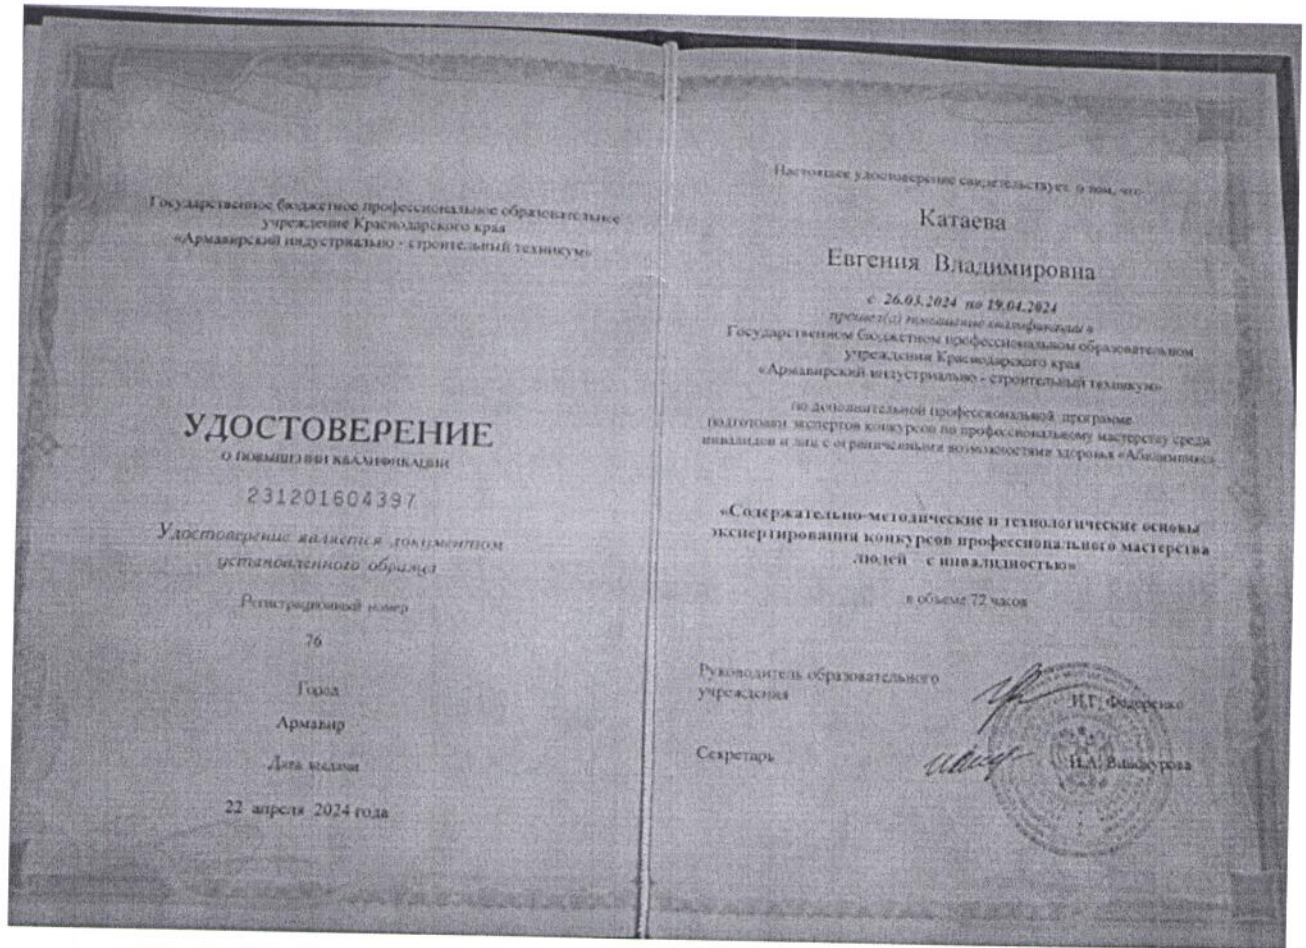 Государственное бюджетное профессиональное образовательное
учреждение Краснодарского края
«Армавирский индустриально - строительный техникум»
УДОСТОВЕРЕНИЕ
О ПОВЫШЕНИИ КВАЛИФИКАЦИИ
231201604397
Удостоверение является документом
установленного образца
Регистрационный номер
76
Город
Армавир
Дата выдачи
22 апреля 2024 года
Настоящее удостоверение свидетельствует о том, что
Катаева
Евгения Владимировна
с 26.03.2024 по 19.04.2024
прошел(а) повышение квалификации в
Государственном бюджетном профессиональном образовательном
учреждении Краснодарского края
«Армавирский индустриально - строительный техникум»
по дополнительной профессиональной программе
подготовки экспертов конкурсов по профессиональному мастерству среди
инвалидов и лиц с ограниченными возможностями здоровья «Абилимпикс»
«Содержательно-методические и технологические основы
экспертирования конкурсов профессионального мастерства
людей с инвалидностью»
в объеме 72 часов
Руководитель образовательного
учреждения
И.Г. Федоренко
Секретарь
Винокурова